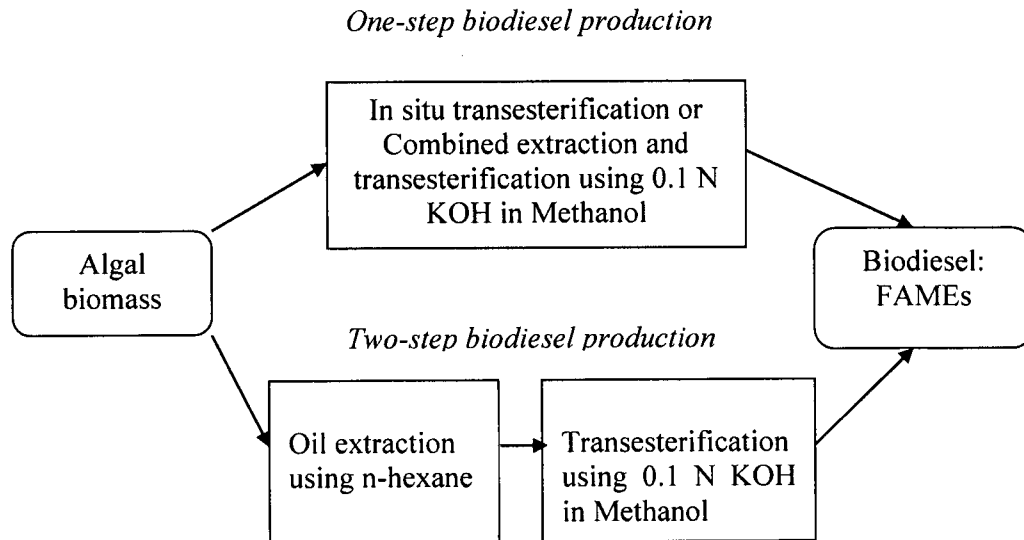 One-step biodiesel production
In situ transesterification or
Combined extraction and
transesterification using 0.1 N
KOH in Methanol
Algal
biomass
Biodiesel:
FAMEs
Two-step biodiesel production
Oil extraction
using n-hexane
Transesterification
using 0.1 N KOH
in Methanol